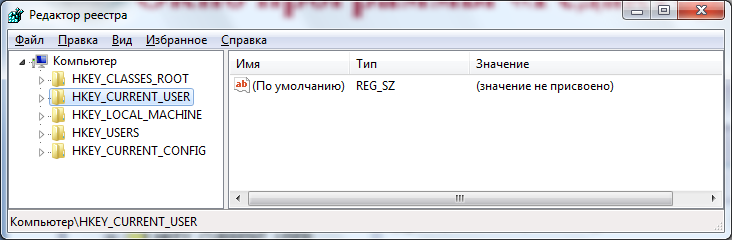 Редактор реестра
Файл Правка Вид Избранное Справка
Компьютер
HKEY_CLASSES_ROOT
HKEY_CURRENT_USER
HKEY_LOCAL_MACHINE
HKEY_USERS
HKEY_CURRENT_CONFIG
Имя Тип Значение
ab (По умолчанию) REG_SZ (значение не присвоено)
Компьютер\HKEY_CURRENT_USER